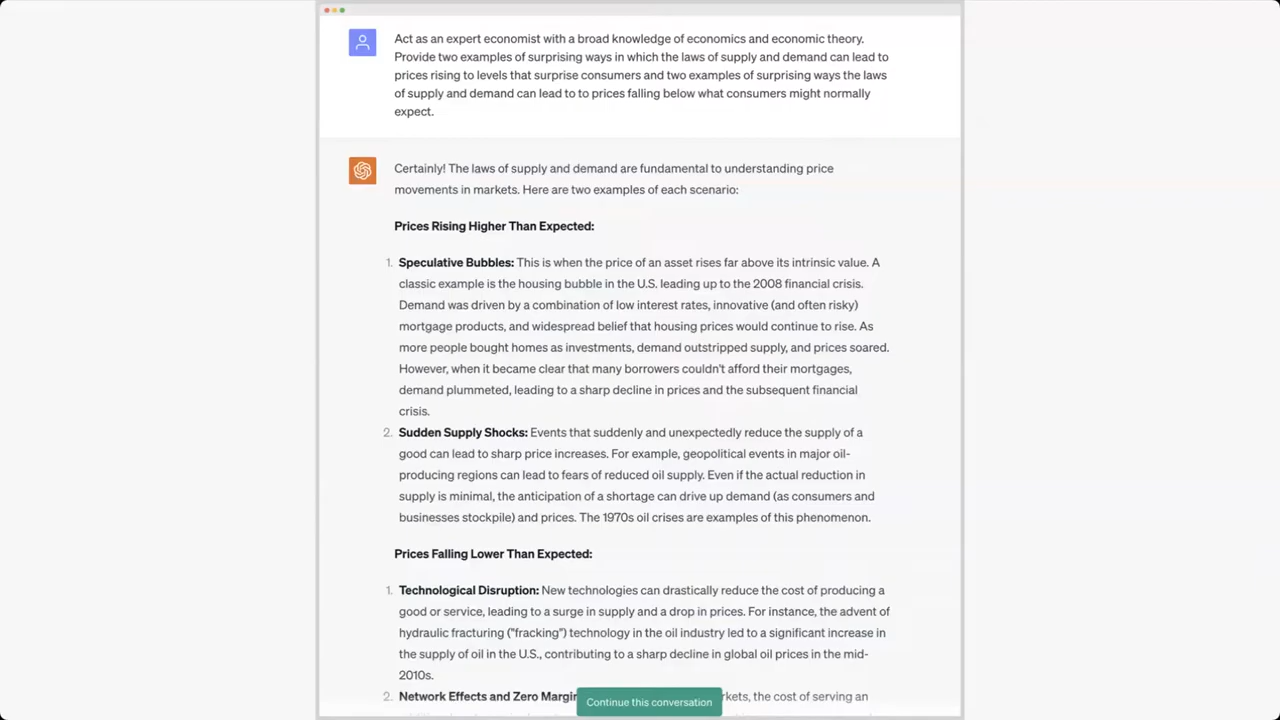 Act as an expert economist with a broad knowledge of economics and economic theory.
Provide two examples of surprising ways in which the laws of supply and demand can lead to
prices rising to levels that surprise consumers and two examples of surprising ways the laws
of supply and demand can lead to to prices falling below what consumers might normally
expect.
Certainly! The laws of supply and demand are fundamental to understanding price
movements in markets. Here are two examples of each scenario:
Prices Rising Higher Than Expected:
1. Speculative Bubbles: This is when the price of an asset rises far above its intrinsic value. A
classic example is the housing bubble in the U.S. leading up to the 2008 financial crisis.
Demand was driven by a combination of low interest rates, innovative (and often risky)
mortgage products, and widespread belief that housing prices would continue to rise. As
more people bought homes as investments, demand outstripped supply, and prices soared.
However, when it became clear that many borrowers couldn't afford their mortgages,
demand plummeted, leading to a sharp decline in prices and the subsequent financial
crisis.
2. Sudden Supply Shocks: Events that suddenly and unexpectedly reduce the supply of a
good can lead to sharp price increases. For example, geopolitical events in major oil-
producing regions can lead to fears of reduced oil supply. Even if the actual reduction in
supply is minimal, the anticipation of a shortage can drive up demand (as consumers and
businesses stockpile) and prices. The 1970s oil crises are examples of this phenomenon.
Prices Falling Lower Than Expected:
1. Technological Disruption: New technologies can drastically reduce the cost of producing a
good or service, leading to a surge in supply and a drop in prices. For instance, the advent of
hydraulic fracturing ("fracking") technology in the oil industry led to a significant increase in
the supply of oil in the U.S., contributing to a sharp decline in global oil prices in the mid-
2010s.
2. Network Effects and Zero the cost of serving an
Continue this conversation